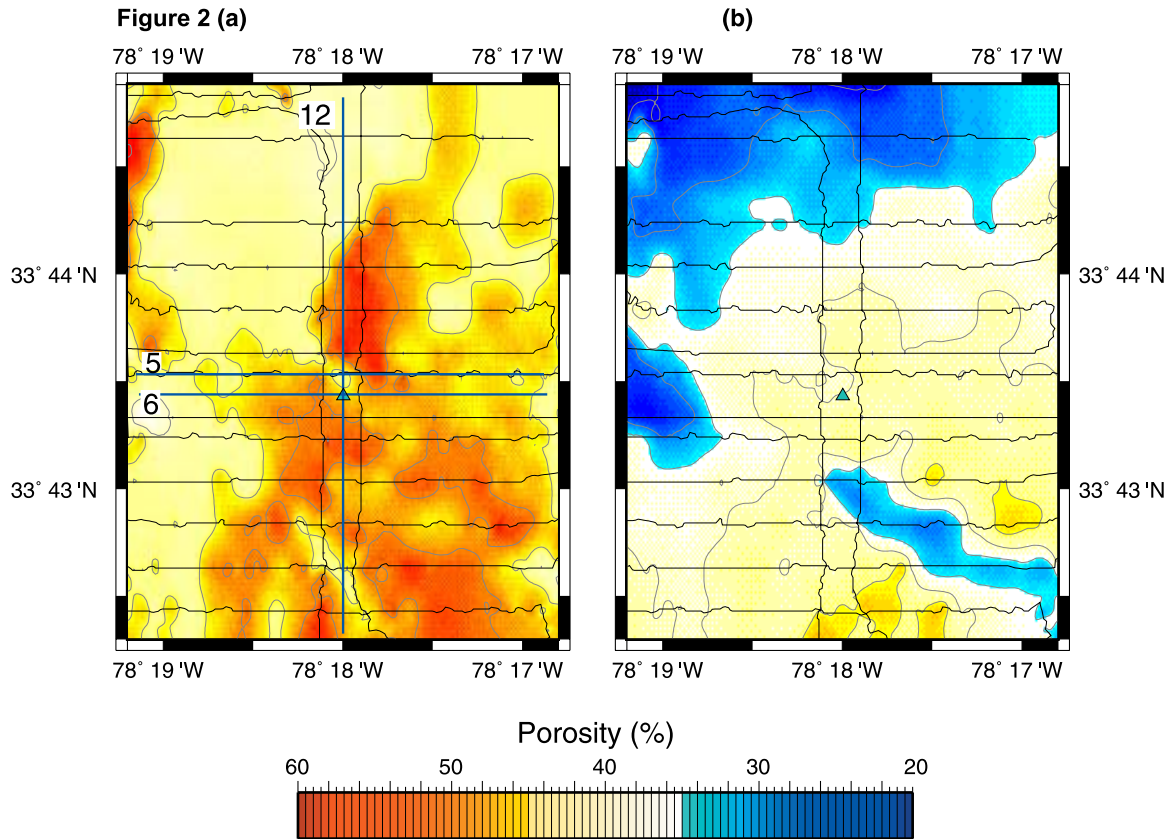 Figure 2 (a) (b)
78° 19 'W 78° 18 'W 78° 17 'W 78° 19 'W 78° 18 'W 78° 17 'W
12
33° 44 'N 33° 44 'N
5
6
33° 43 'N 33° 43 'N
78° 19 'W 78° 18 'W 78° 17 'W 78° 19 'W 78° 18 'W 78° 17 'W
Porosity (%)
60 50 40 30 20